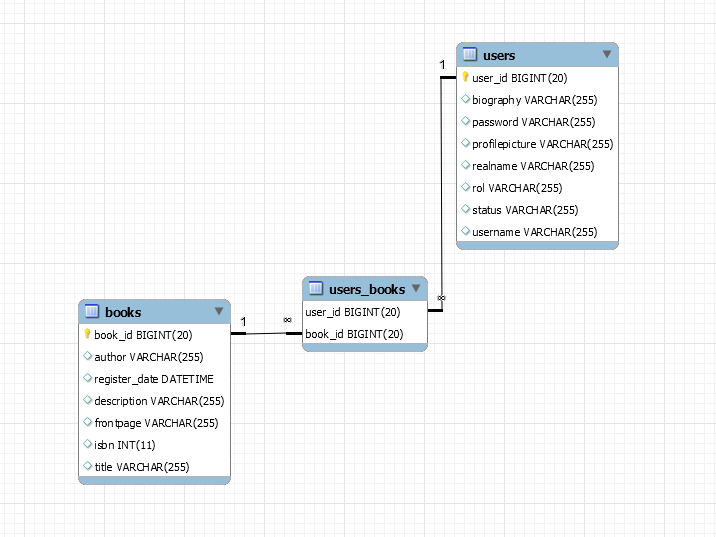 users
1
user_id BIGINT(20)
biography VARCHAR(255)
password VARCHAR(255)
profilepicture VARCHAR(255)
realname VARCHAR(255)
rol VARCHAR(255)
status VARCHAR(255)
username VARCHAR(255)
users_books
∞
user_id BIGINT(20)
book_id BIGINT(20)
books
1
∞
book_id BIGINT(20)
author VARCHAR(255)
register_date DATETIME
description VARCHAR(255)
frontpage VARCHAR(255)
isbn INT(11)
title VARCHAR(255)